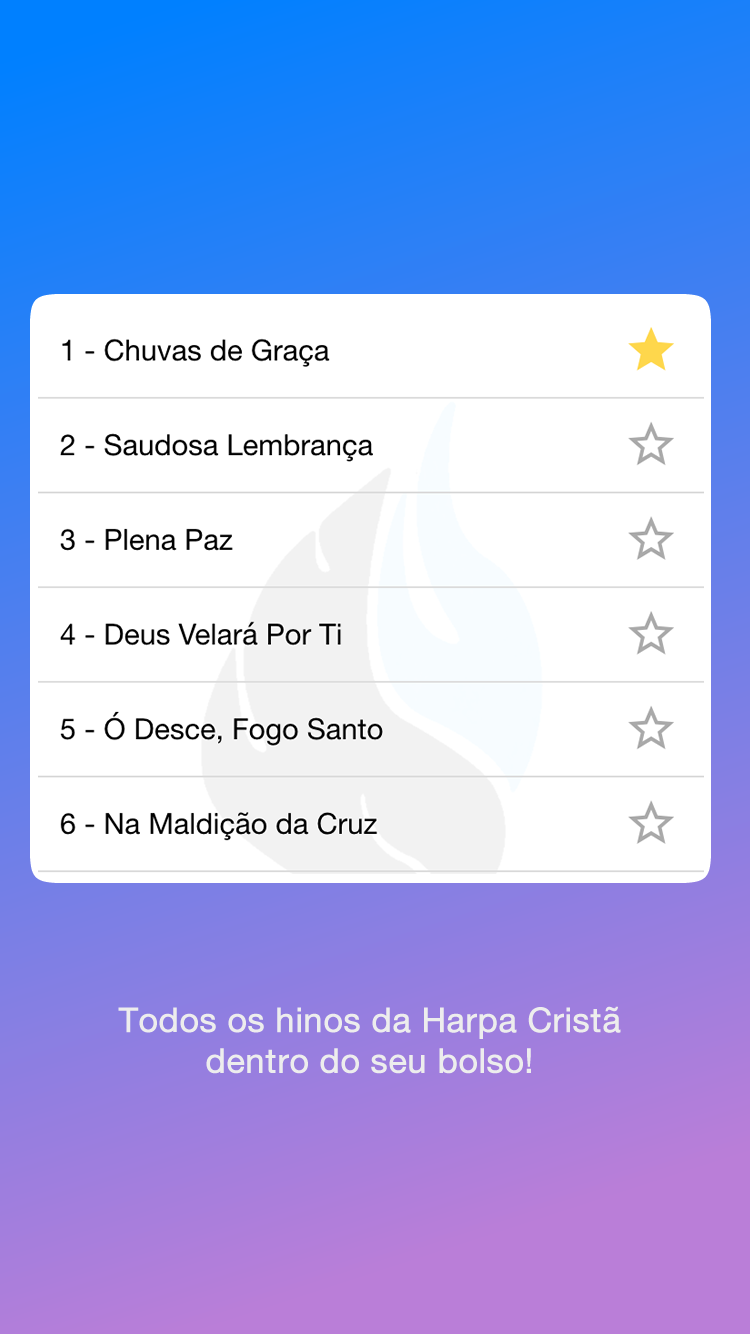 1 - Chuvas de Graça
2 - Saudosa Lembrança
3 - Plena Paz
4 - Deus Velará Por Ti
5 - Ó Desce, Fogo Santo
6 - Na Maldição da Cruz
Todos os hinos da Harpa Cristã
dentro do seu bolso!